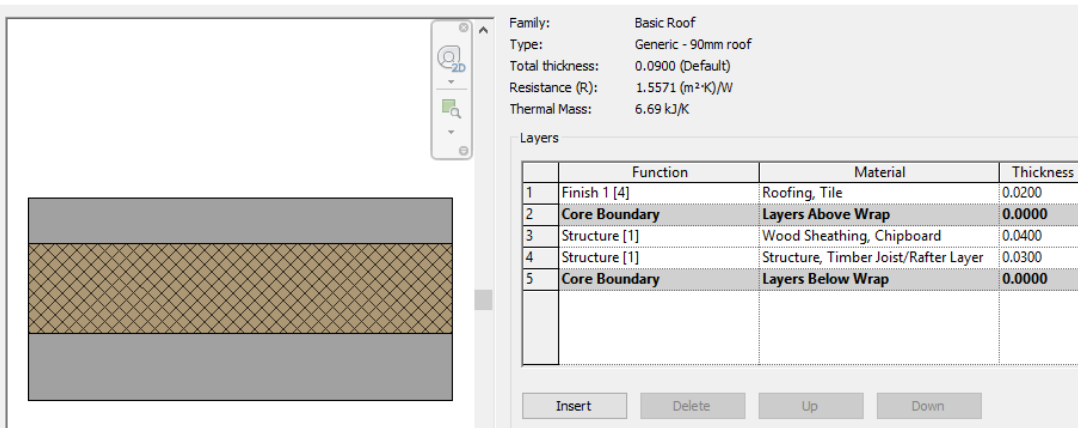 2D
Family: Basic Roof
Type: Generic - 90mm roof
Total thickness: 0.0900 (Default)
Resistance (R): 1.5571 (m²·K)/W
Thermal Mass: 6.69 kJ/K
Layers
Function Material Thickness
1 Finish 1 [4] Roofing, Tile 0.0200
2 Core Boundary Layers Above Wrap 0.0000
3 Structure [1] Wood Sheathing, Chipboard 0.0400
4 Structure [1] Structure, Timber Joist/Rafter Layer 0.0300
5 Core Boundary Layers Below Wrap 0.0000
Insert Delete Up Down